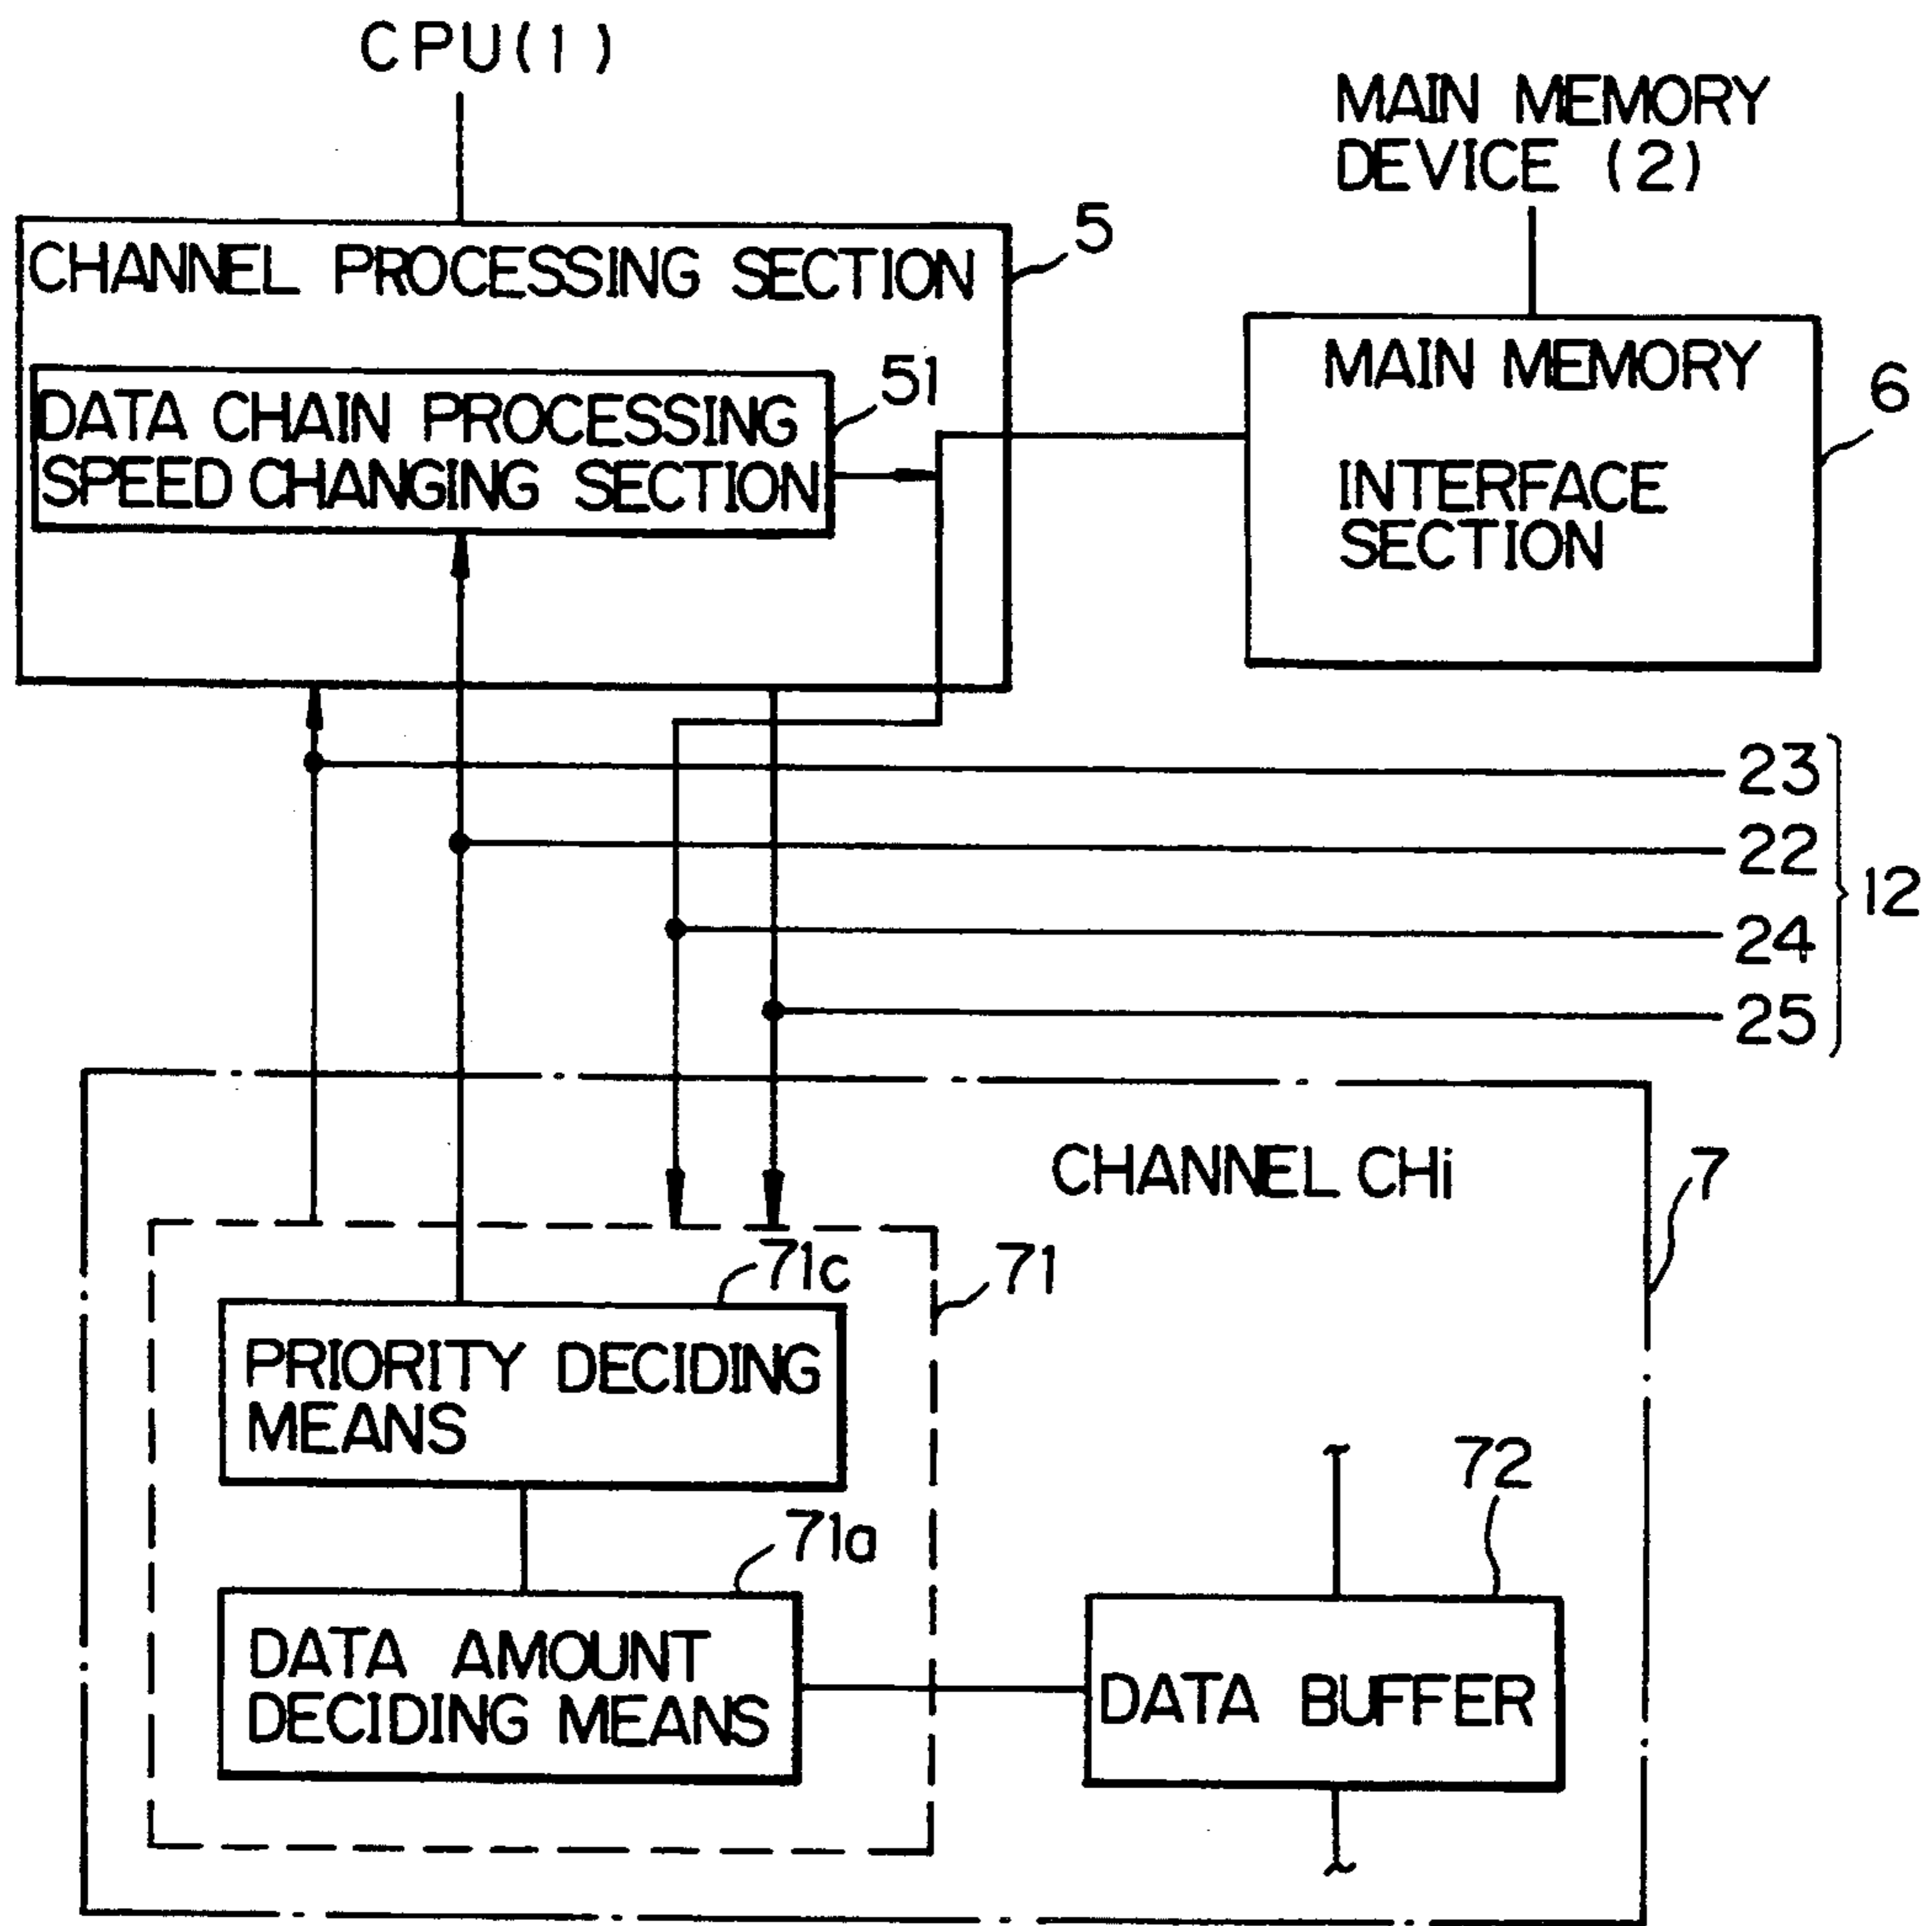 CPU(1)
MAIN MEMORY
DEVICE (2)
CHANNEL PROCESSING SECTION
5
DATA CHAIN PROCESSING
SPEED CHANGING SECTION
51
MAIN MEMORY
INTERFACE
SECTION
6
23
22
24
25
12
CHANNEL CHi
7
71
71c
PRIORITY DECIDING
MEANS
71a
DATA AMOUNT
DECIDING MEANS
72
DATA BUFFER